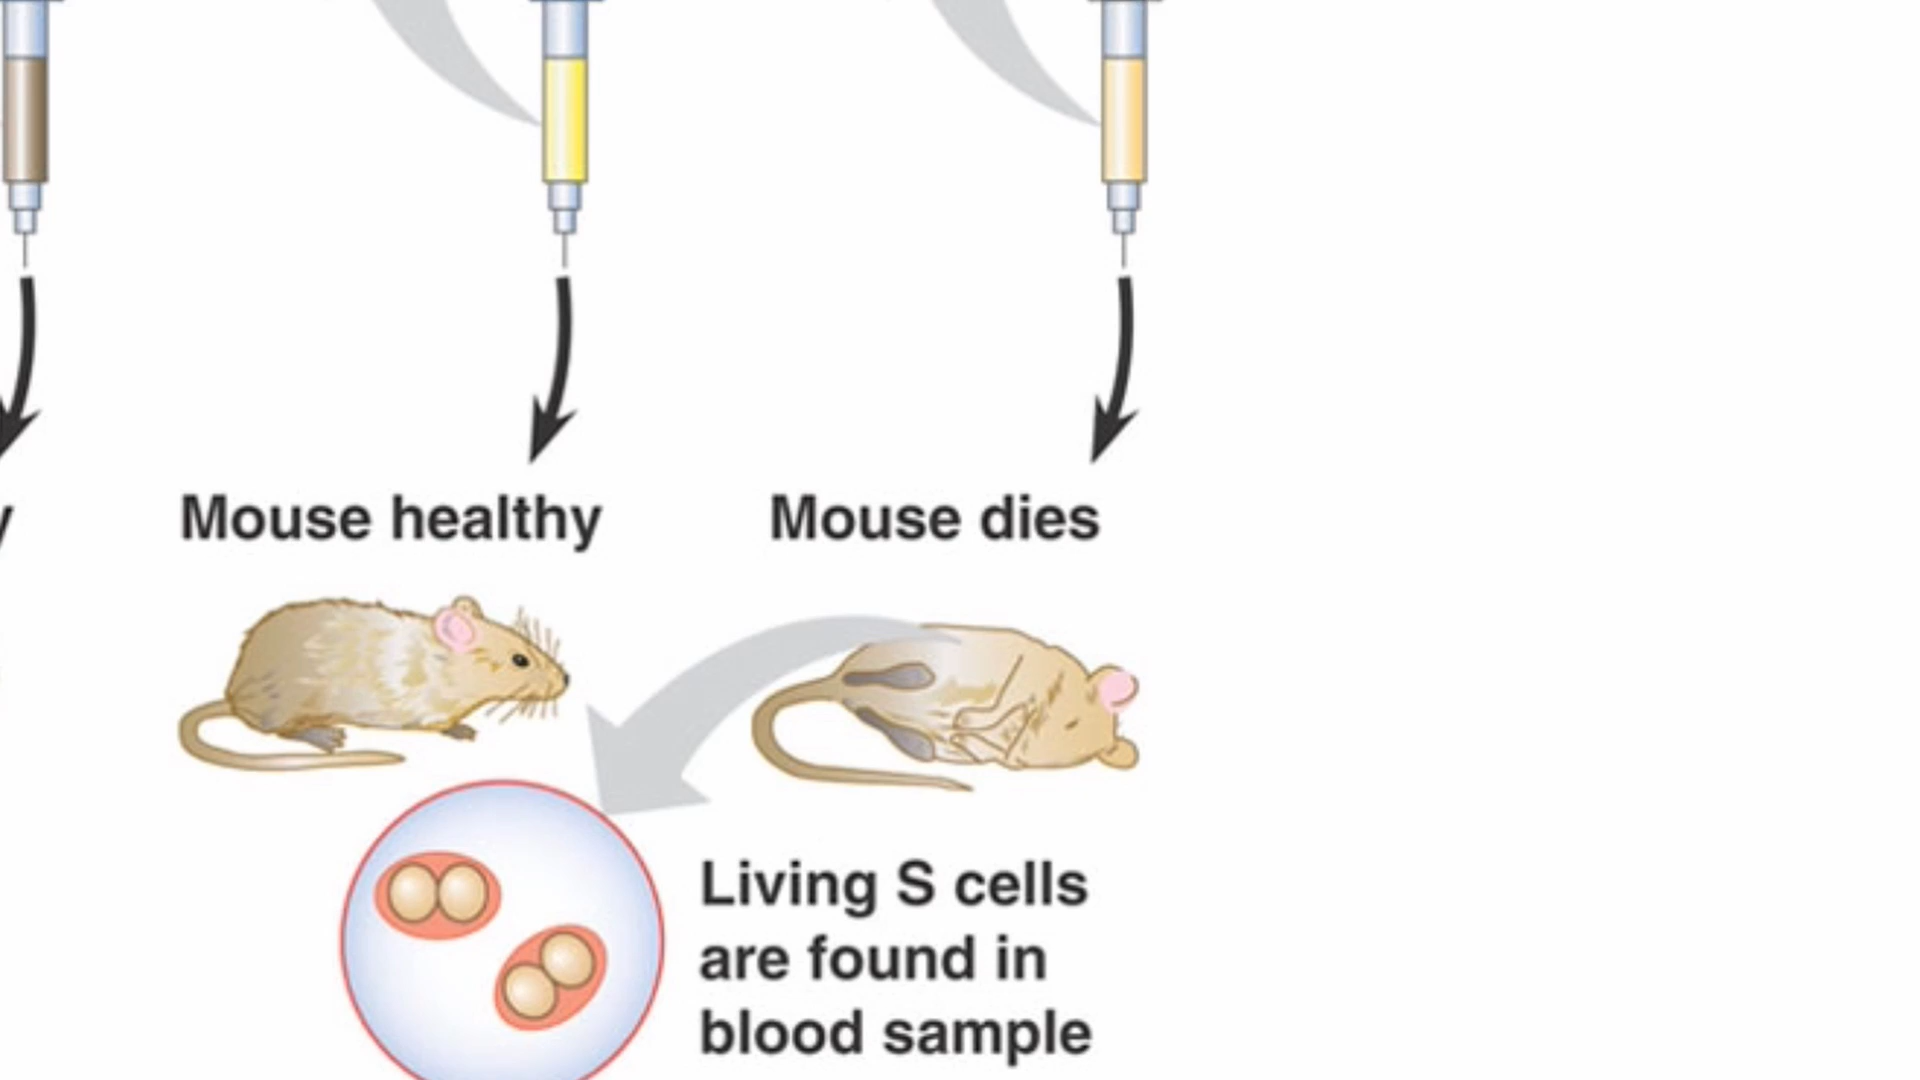 Mouse healthy
Mouse dies
Living S cells
are found in
blood sample